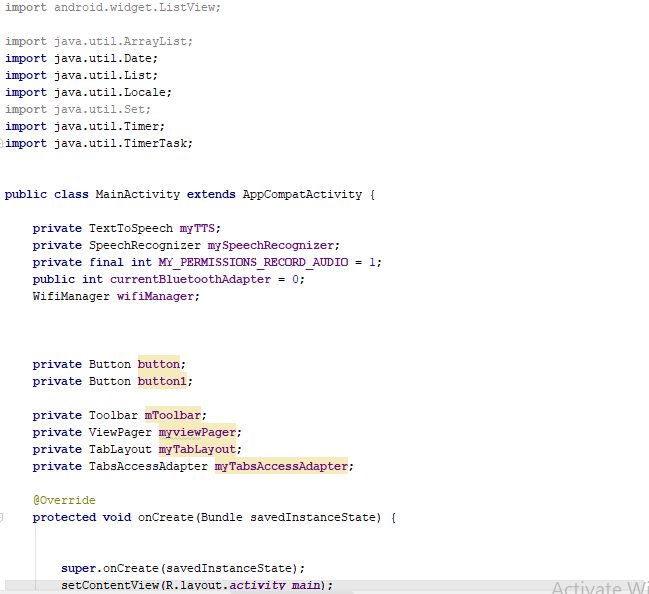 import android.widget.ListView;
import java.util.ArrayList;
import java.util.Date;
import java.util.List;
import java.util.Locale;
import java.util.Set;
import java.util.Timer;
import java.util.TimerTask;
public class MainActivity extends AppCompatActivity {
private TextToSpeech myTTS;
private SpeechRecognizer mySpeechRecognizer;
private final int MY_PERMISSIONS_RECORD_AUDIO = 1;
public int currentBluetoothAdapter = 0;
WifiManager wifiManager;
private Button button;
private Button button1;
private Toolbar mToolbar;
private ViewPager myviewPager;
private TabLayout myTabLayout;
private TabsAccessAdapter myTabsAccessAdapter;
@Override
protected void onCreate(Bundle savedInstanceState) {
super.onCreate(savedInstanceState);
setContentView(R.layout.activity_main);
Activate Wi